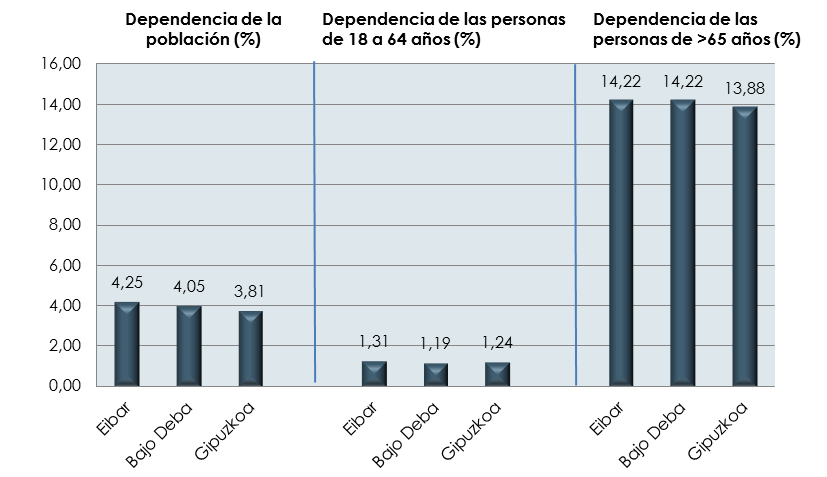 Dependencia de la
población (%)
Dependencia de las personas
de 18 a 64 años (%)
Dependencia de las
personas de >65 años (%)
16,00
14,00
12,00
10,00
8,00
6,00
4,00
2,00
0,00
4,25
4,05
3,81
1,31
1,19
1,24
14,22
14,22
13,88
Eibar
Bajo Deba
Gipuzkoa
Eibar
Bajo Deba
Gipuzkoa
Eibar
Bajo Deba
Gipuzkoa